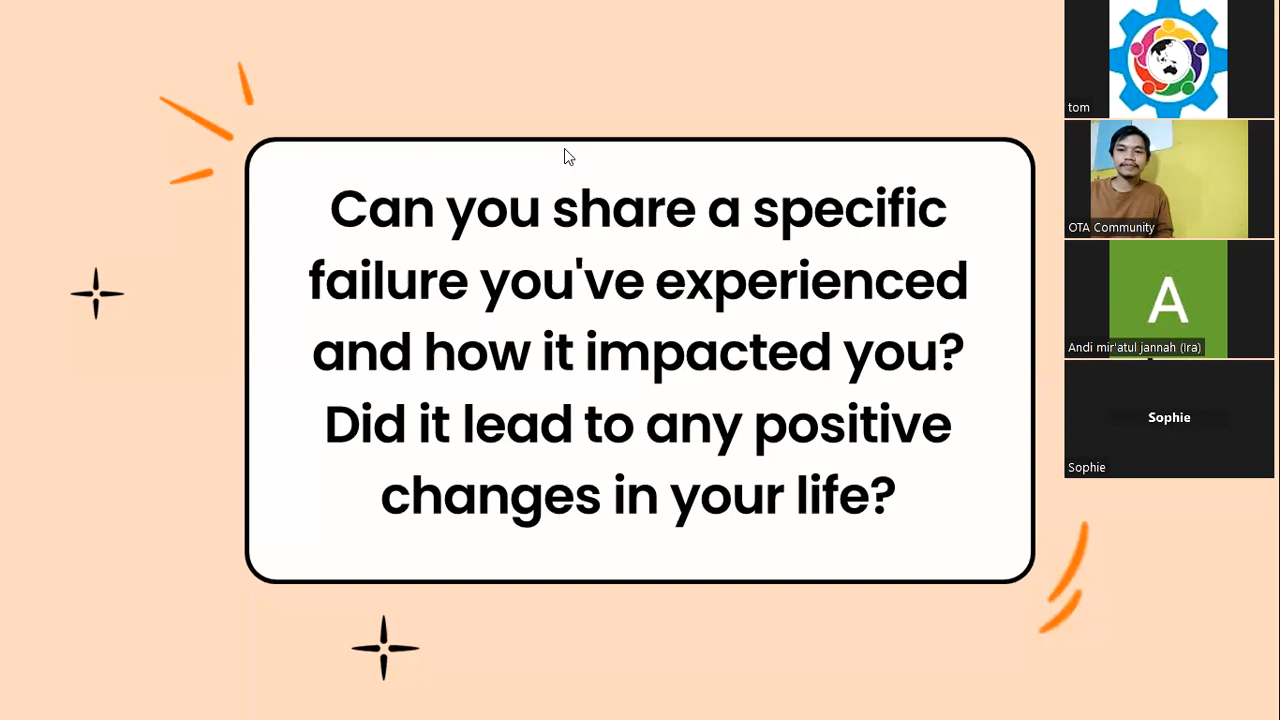 Can you share a specific
failure you've experienced
and how it impacted you?
Did it lead to any positive
changes in your life?
tom
OTA Community
A
Andi mir'atul jannah (Ira)
Sophie
Sophie